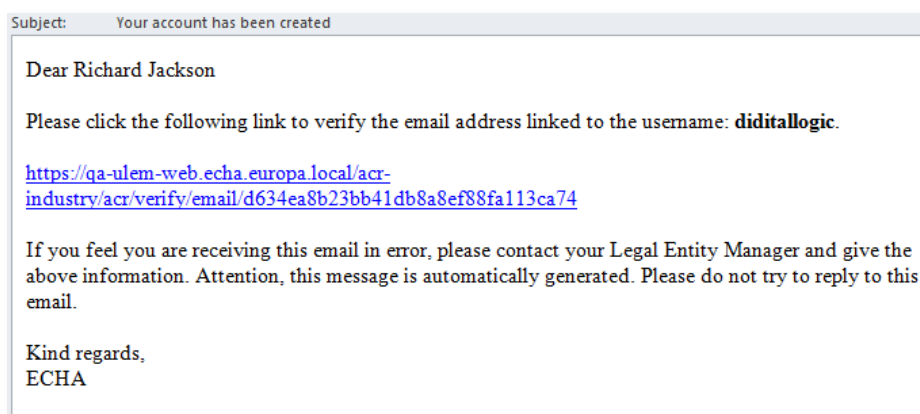 Subject: Your account has been created
Dear Richard Jackson
Please click the following link to verify the email address linked to the username: diditallogic.
https://qa-ulem-web.echa.europa.local/acr-
industry/acr/verify/email/d634ea8b23bb41db8a8ef88fa113ca74
If you feel you are receiving this email in error, please contact your Legal Entity Manager and give the
above information. Attention, this message is automatically generated. Please do not try to reply to this
email.
Kind regards,
ECHA